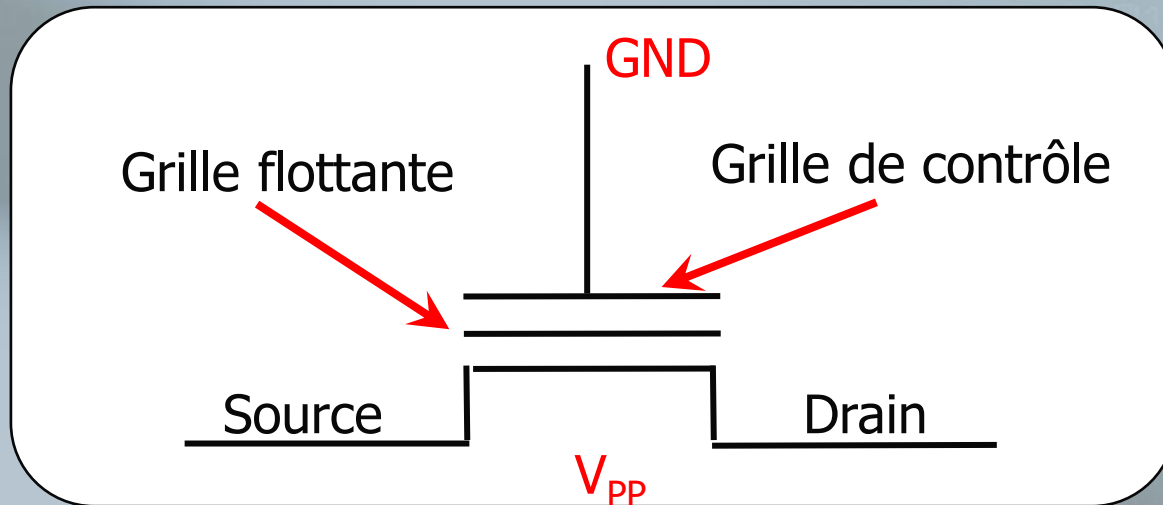 GND
Grille flottante
Grille de contrôle
Source
Drain
VPP